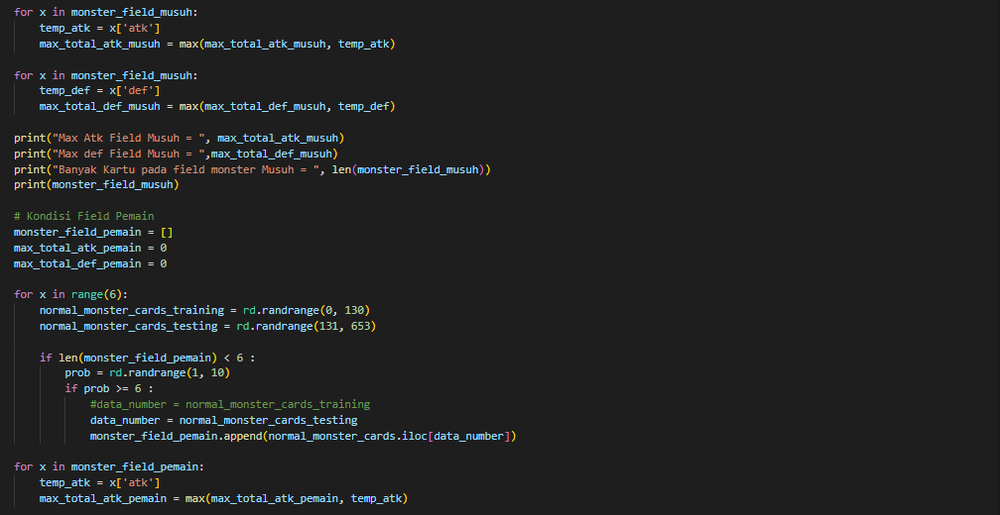 for x in monster_field_musuh:
    temp_atk = x['atk']
    max_total_atk_musuh = max(max_total_atk_musuh, temp_atk)

for x in monster_field_musuh:
    temp_def = x['def']
    max_total_def_musuh = max(max_total_def_musuh, temp_def)

print("Max Atk Field Musuh = ", max_total_atk_musuh)
print("Max def Field Musuh = ",max_total_def_musuh)
print("Banyak Kartu pada field monster Musuh = ", len(monster_field_musuh))
print(monster_field_musuh)

# Kondisi Field Pemain
monster_field_pemain = []
max_total_atk_pemain = 0
max_total_def_pemain = 0

for x in range(6):
    normal_monster_cards_training = rd.randrange(0, 130)
    normal_monster_cards_testing = rd.randrange(131, 653)

    if len(monster_field_pemain) < 6 :
        prob = rd.randrange(1, 10)
        if prob >= 6 :
            #data_number = normal_monster_cards_training
            data_number = normal_monster_cards_testing
            monster_field_pemain.append(normal_monster_cards.iloc[data_number])

for x in monster_field_pemain:
    temp_atk = x['atk']
    max_total_atk_pemain = max(max_total_atk_pemain, temp_atk)